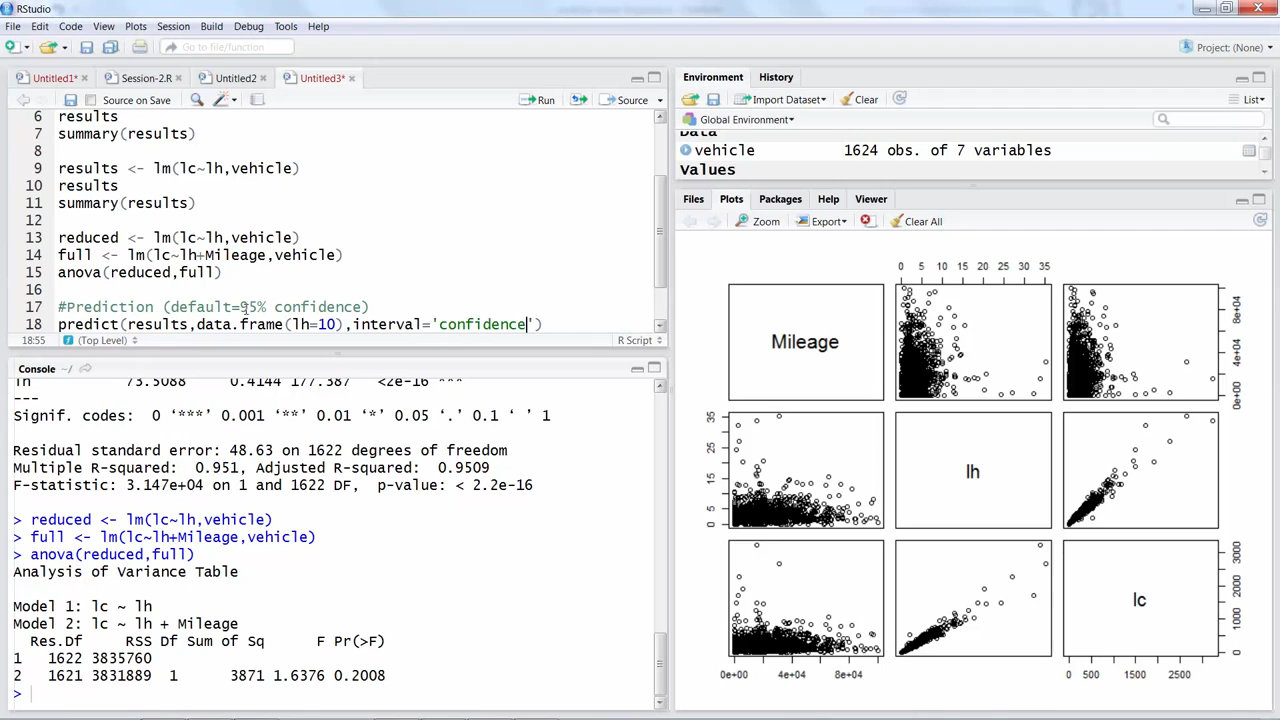 RStudio
File Edit Code View Plots Session Build Debug Tools Help
Go to file/function
Project: (None)
Untitled1* Session-2.R Untitled2 Untitled3*
Source on Save Run Source
6 results
7 summary(results)
8
9 results <- lm(lc~lh,vehicle)
10 results
11 summary(results)
12
13 reduced <- lm(lc~lh,vehicle)
14 full <- lm(lc~lh+Mileage,vehicle)
15 anova(reduced,full)
16
17 #Prediction (default=95% confidence)
18 predict(results,data.frame(lh=10),interval='confidence')
18:55 (Top Level) R Script
Console ~/
lh 73.5088 0.4144 177.387 <2e-16 ***
---
Signif. codes: 0 ‘***’ 0.001 ‘**’ 0.01 ‘*’ 0.05 ‘.’ 0.1 ‘ ’ 1
Residual standard error: 48.63 on 1622 degrees of freedom
Multiple R-squared: 0.951, Adjusted R-squared: 0.9509
F-statistic: 3.147e+04 on 1 and 1622 DF, p-value: < 2.2e-16
> reduced <- lm(lc~lh,vehicle)
> full <- lm(lc~lh+Mileage,vehicle)
> anova(reduced,full)
Analysis of Variance Table
Model 1: lc ~ lh
Model 2: lc ~ lh + Mileage
Res.Df RSS Df Sum of Sq F Pr(>F)
1 1622 3835760
2 1621 3831889 1 3871 1.6376 0.2008
>
Environment History
Import Dataset Clear List
Global Environment
Data
vehicle 1624 obs. of 7 variables
Values
Files Plots Packages Help Viewer
Zoom Export Clear All
0 5 10 15 20 25 30 35
Mileage
0e+00 4e+04 8e+04
0 5 15 25 35
lh
lc
0 1000 2000 3000
0e+00 4e+04 8e+04
0 500 1500 2500